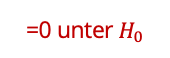 =0 unter H₀